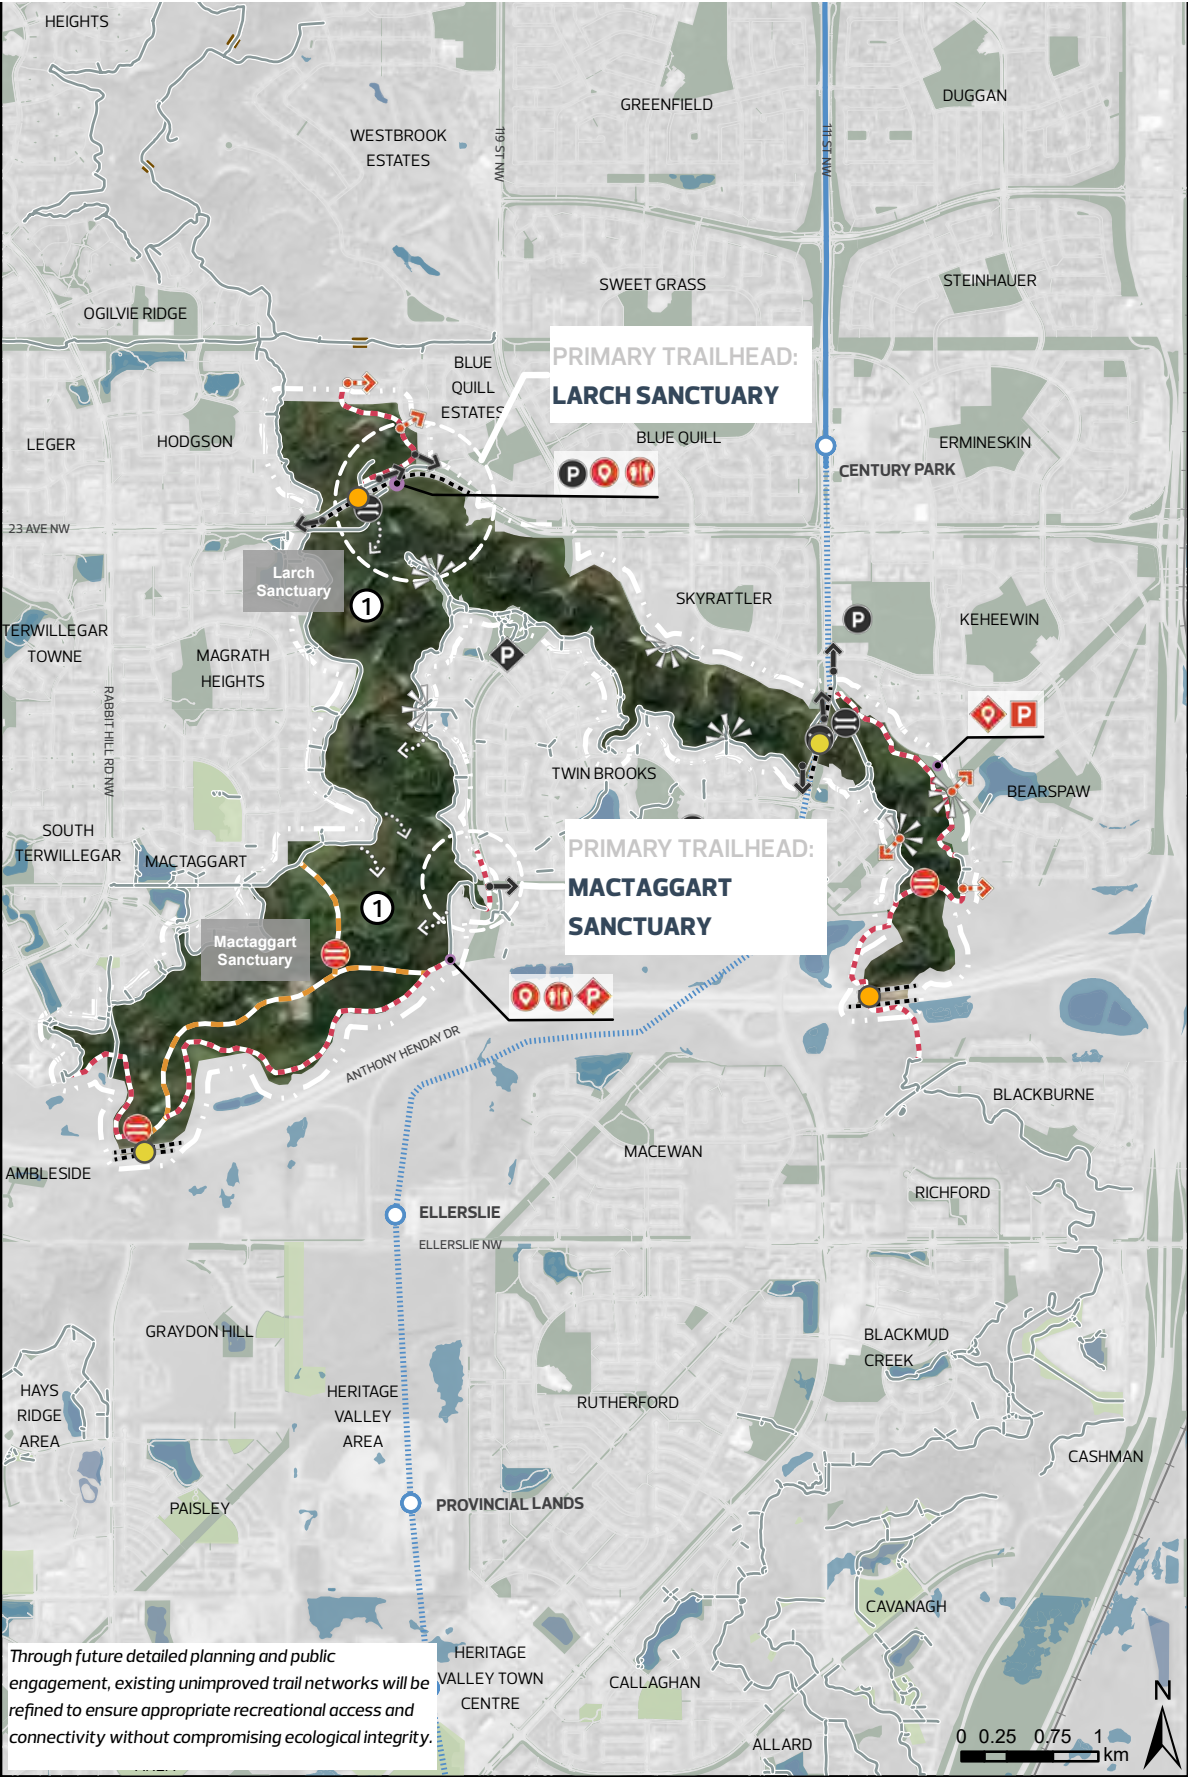 HEIGHTS
GREENFIELD
DUGGAN
WESTBROOK
ESTATES
119 ST NW
111 ST NW
SWEET GRASS
STEINHAUER
OGILVIE RIDGE
PRIMARY TRAILHEAD:
LARCH SANCTUARY
BLUE
QUILL
ESTATES
LEGER
HODGSON
BLUE QUILL
ERMINESKIN
CENTURY PARK
P
23 AVE NW
Larch
Sanctuary
1
SKYRATTLER
P
KEHEEWIN
TERWILLEGAR
TOWNE
MAGRATH
HEIGHTS
P
RABBIT HILL RD NW
P
TWIN BROOKS
BEARSPAW
SOUTH
TERWILLEGAR
MACTAGGART
PRIMARY TRAILHEAD:
MACTAGGART
SANCTUARY
1
Mactaggart
Sanctuary
P
ANTHONY HENDAY DR
BLACKBURNE
MACEWAN
AMBLESIDE
RICHFORD
ELLERSLIE
ELLERSLIE NW
GRAYDON HILL
BLACKMUD
CREEK
HAYS
RIDGE
AREA
HERITAGE
VALLEY
AREA
RUTHERFORD
CASHMAN
PAISLEY
PROVINCIAL LANDS
CAVANAGH
Through future detailed planning and public
engagement, existing unimproved trail networks will be
refined to ensure appropriate recreational access and
connectivity without compromising ecological integrity.
HERITAGE
VALLEY TOWN
CENTRE
CALLAGHAN
ALLARD
N
0 0.25 0.75 1
km